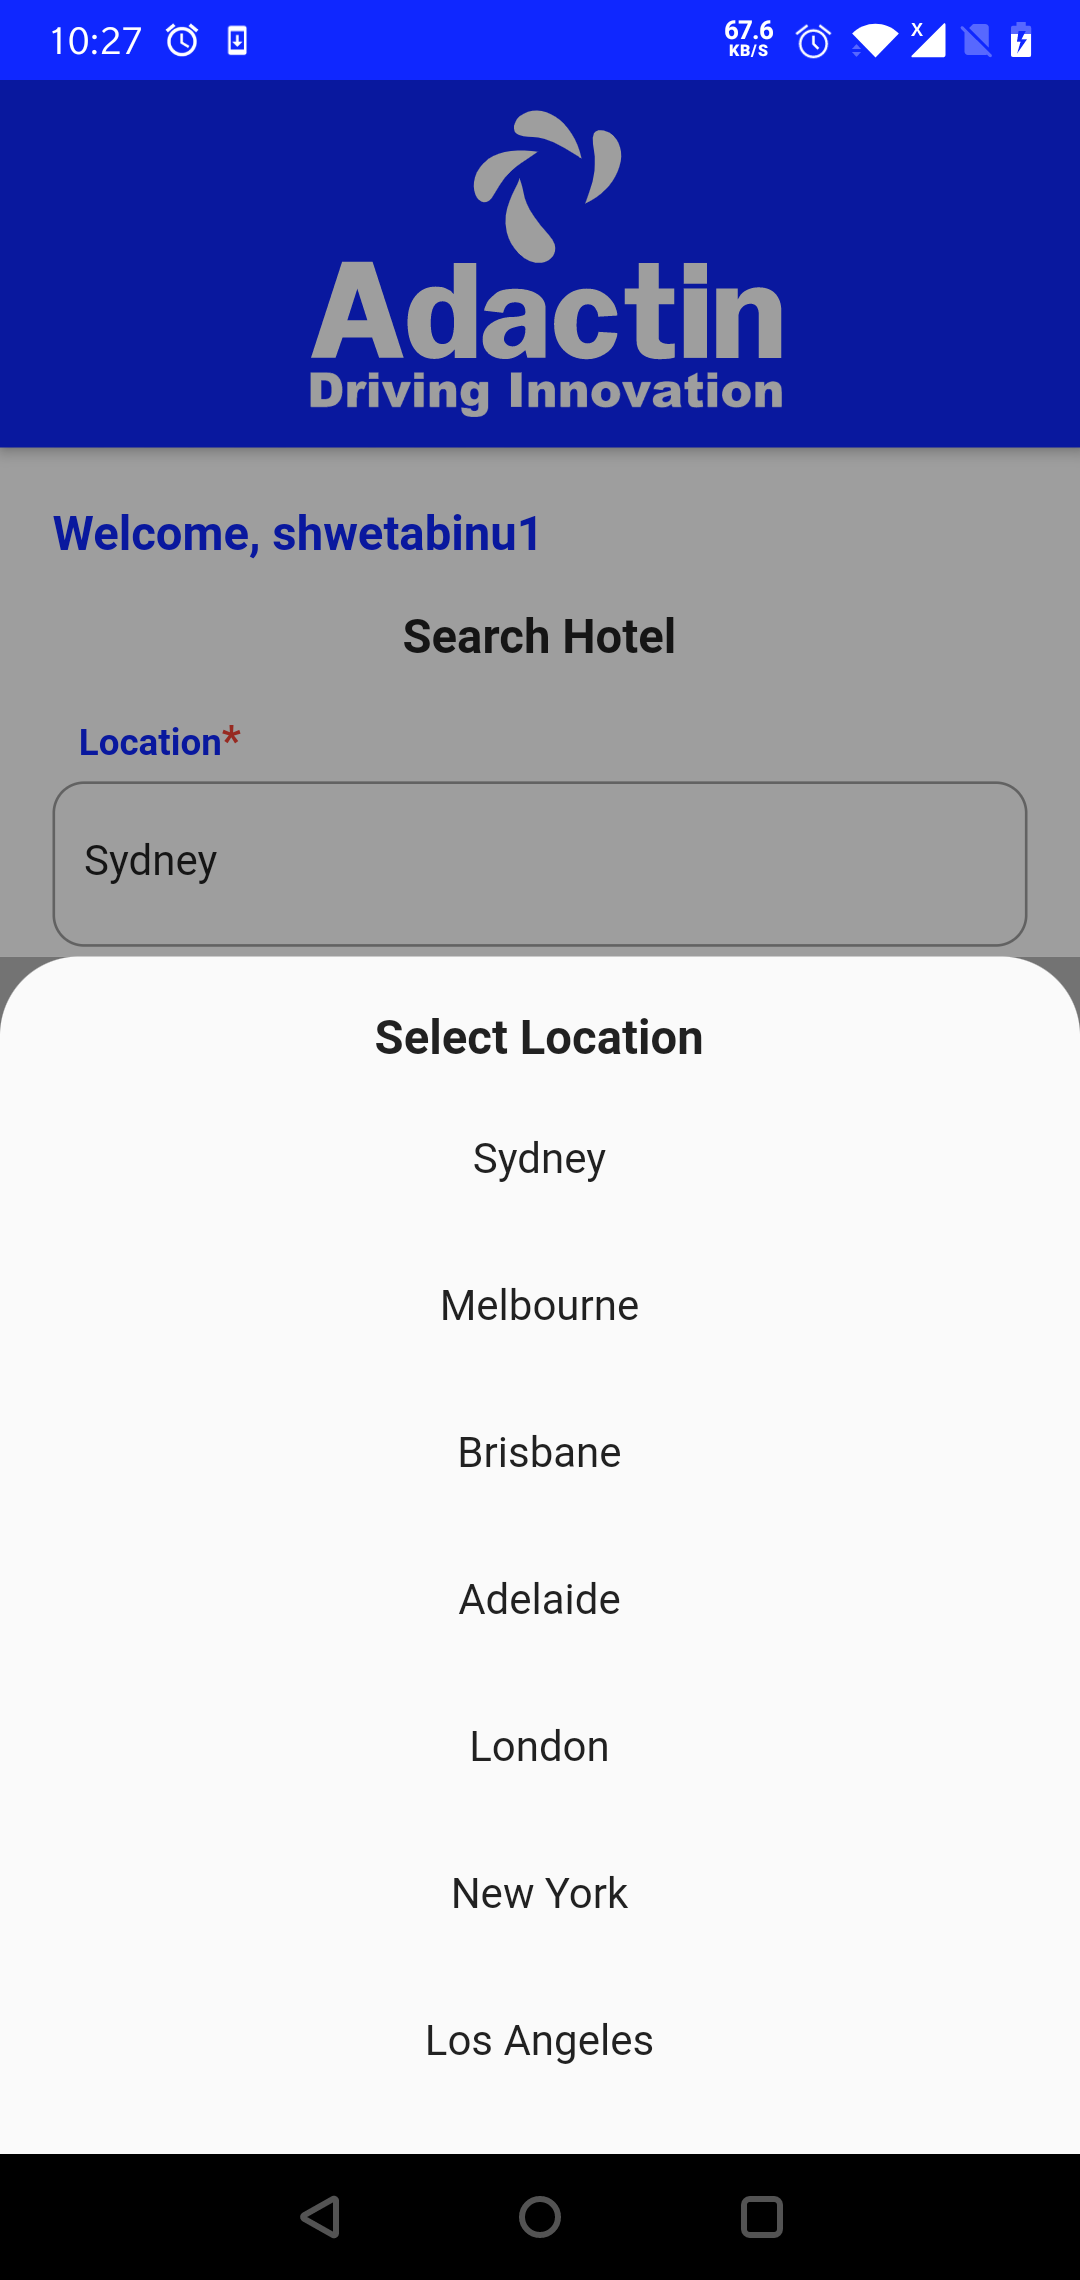 10:27
67.6
KB/S
X
Adactin
Driving Innovation
Welcome, shwetabinu1
Search Hotel
Location*
Sydney
Select Location
Sydney
Melbourne
Brisbane
Adelaide
London
New York
Los Angeles